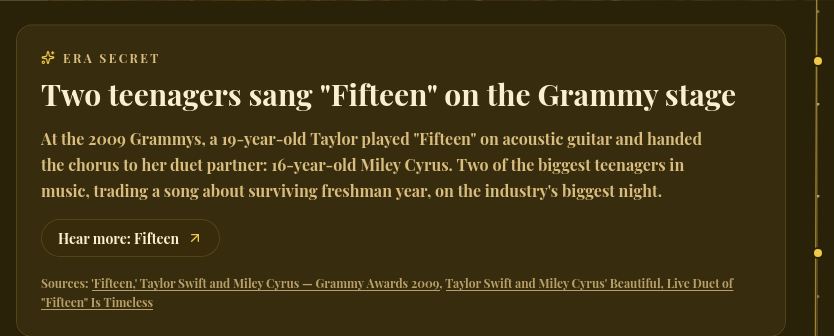 ERA SECRET
Two teenagers sang "Fifteen" on the Grammy stage
At the 2009 Grammys, a 19-year-old Taylor played "Fifteen" on acoustic guitar and handed
the chorus to her duet partner: 16-year-old Miley Cyrus. Two of the biggest teenagers in
music, trading a song about surviving freshman year, on the industry's biggest night.
Hear more: Fifteen
Sources: 'Fifteen,' Taylor Swift and Miley Cyrus — Grammy Awards 2009, Taylor Swift and Miley Cyrus' Beautiful, Live Duet of
"Fifteen" Is Timeless